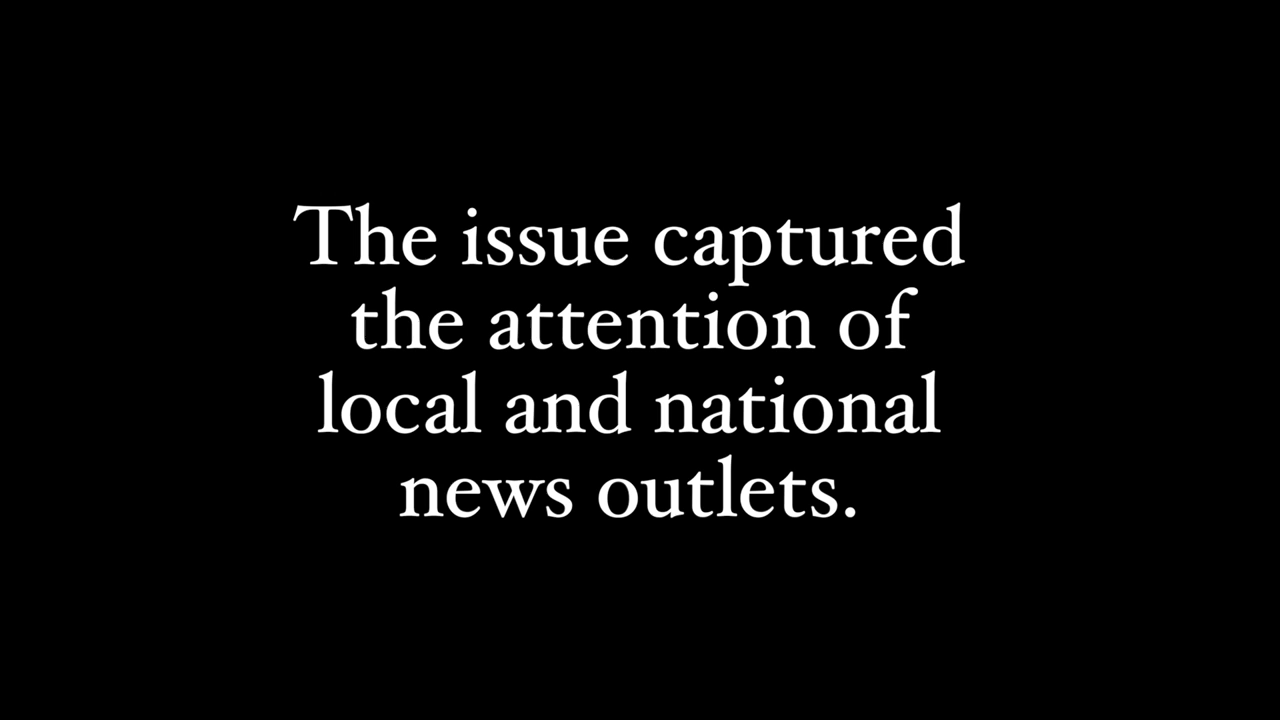 The issue captured
the attention of
local and national
news outlets.